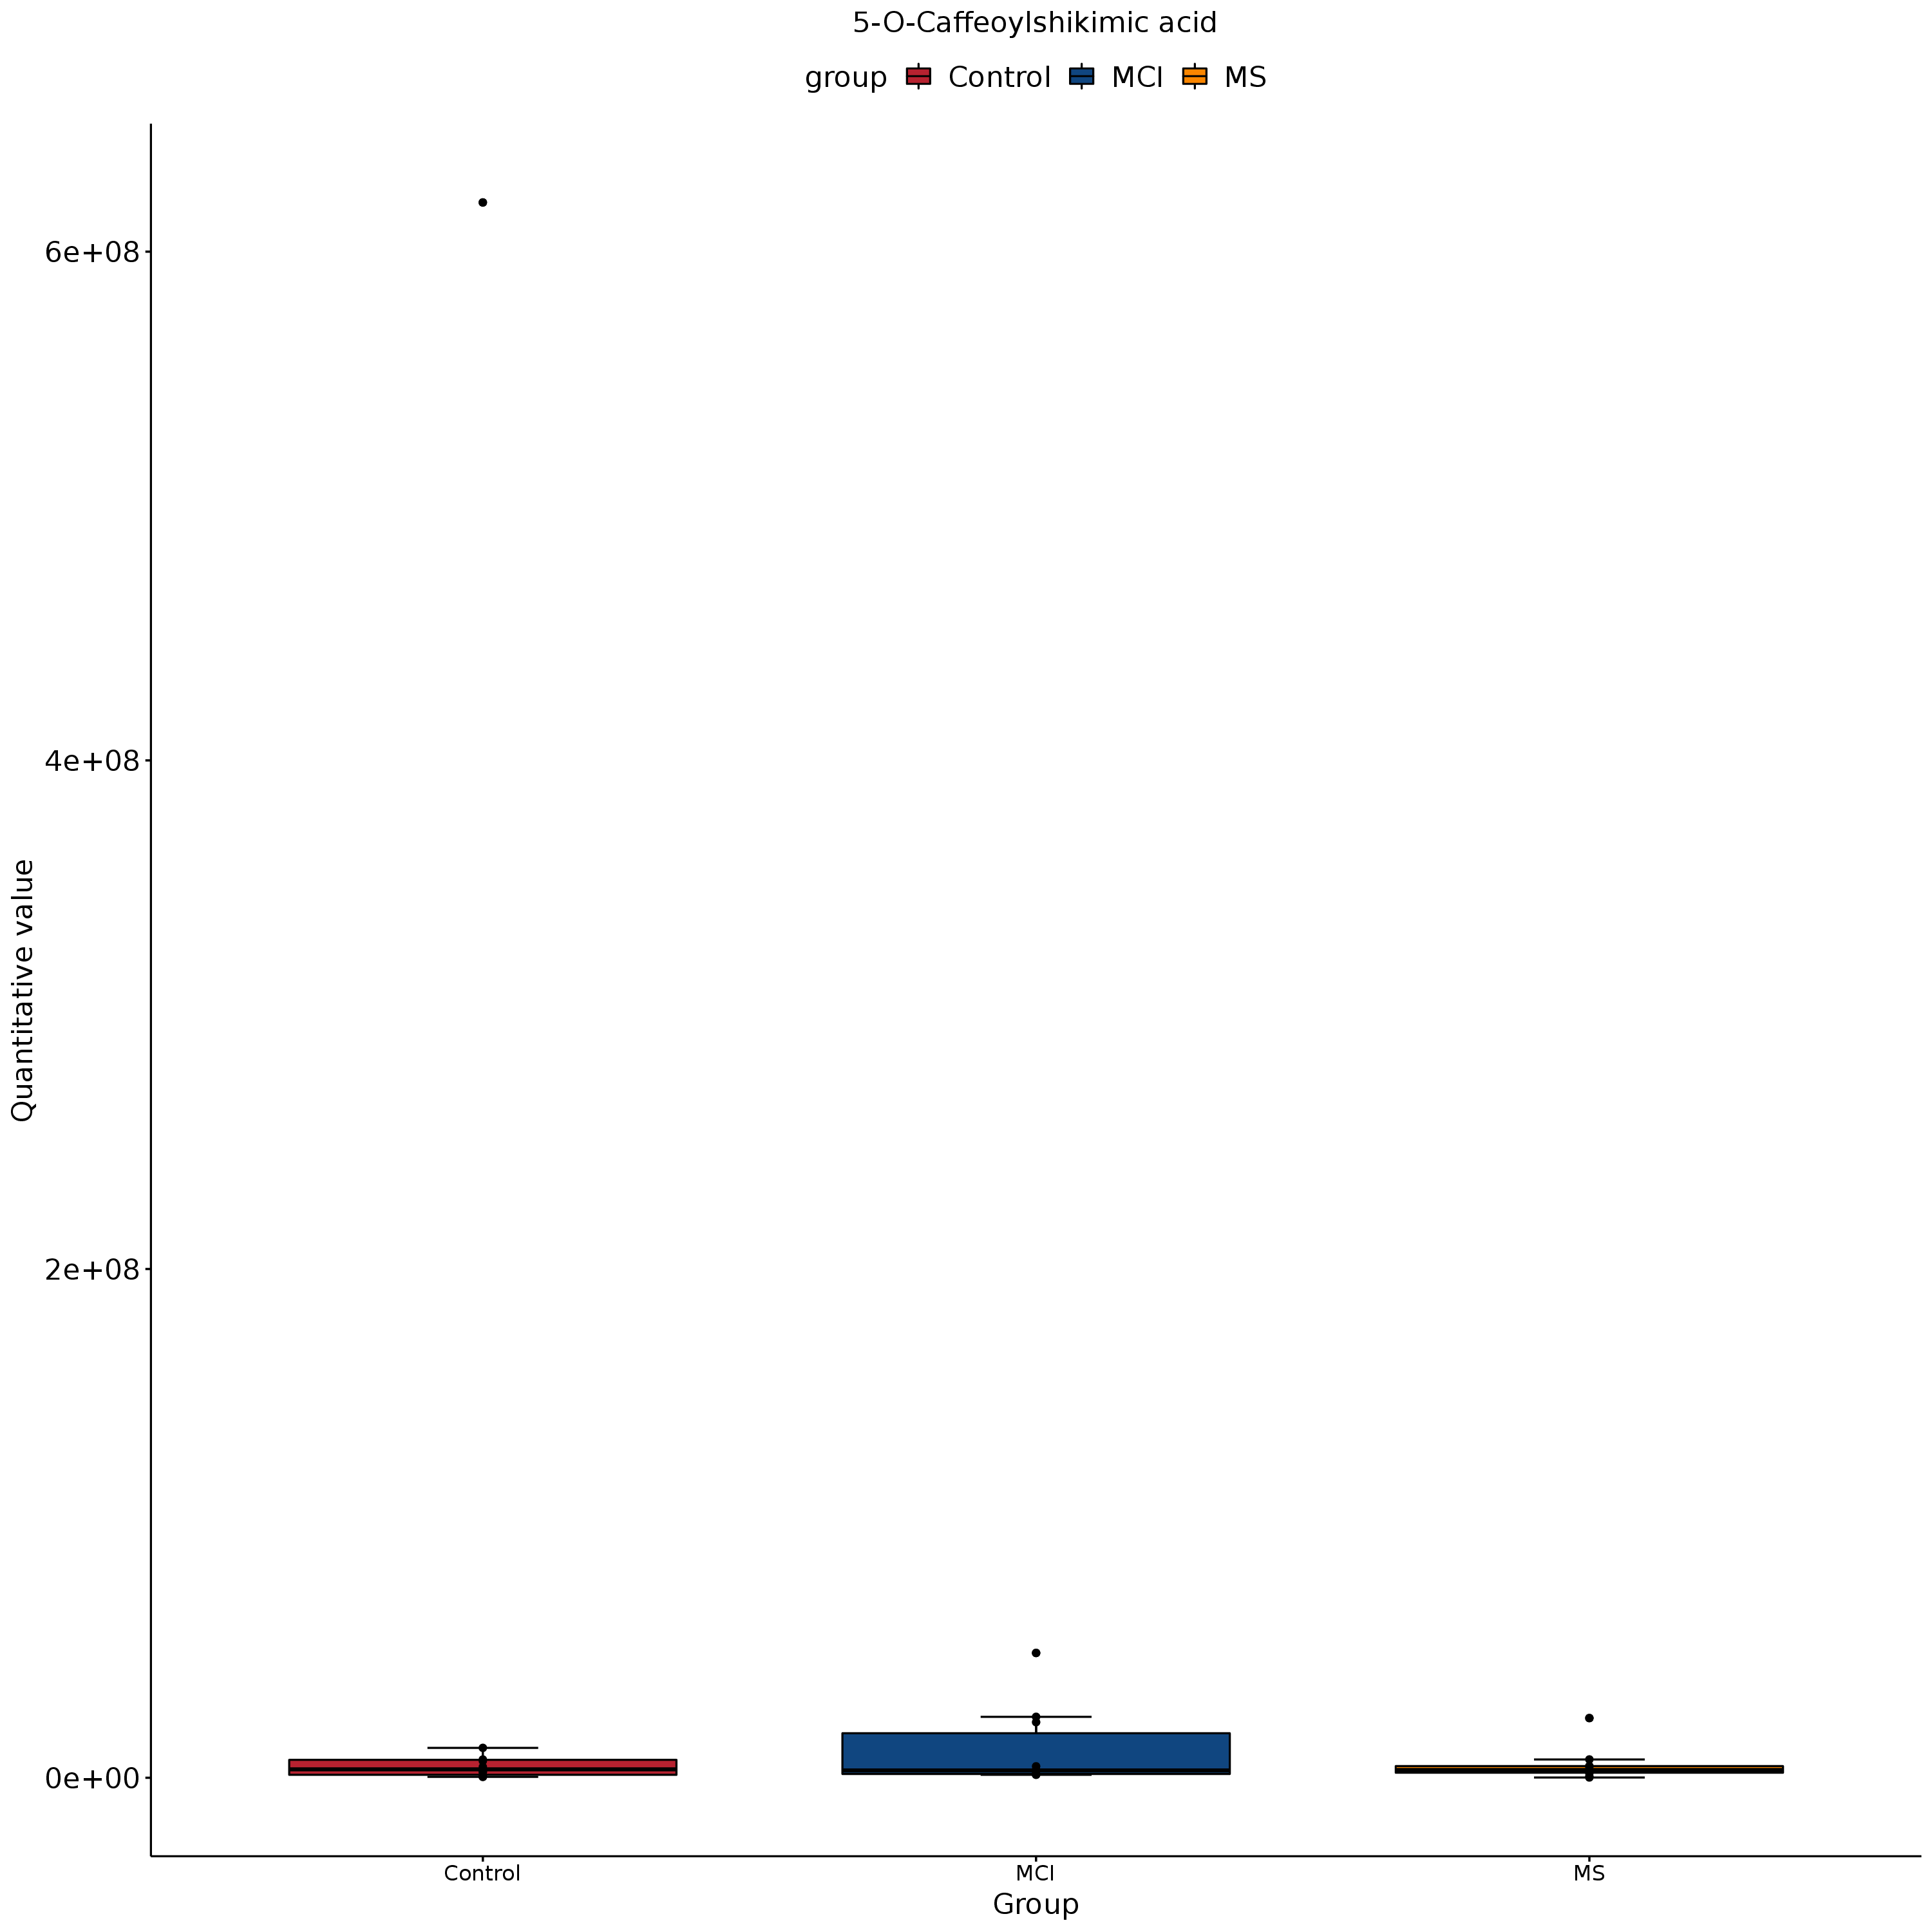 5-O-Caffeoylshikimic acid
group Control MCI MS
6e+08
4e+08
2e+08
0e+00
Quantitative value
Control MCI MS
Group